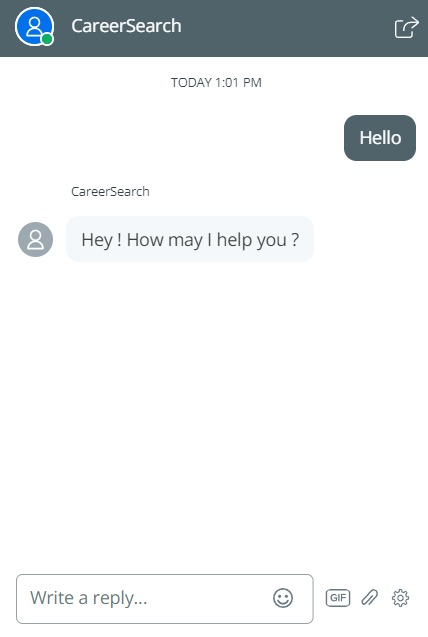 CareerSearch
TODAY 1:01 PM
Hello
CareerSearch
Hey ! How may I help you ?
Write a reply...
GIF